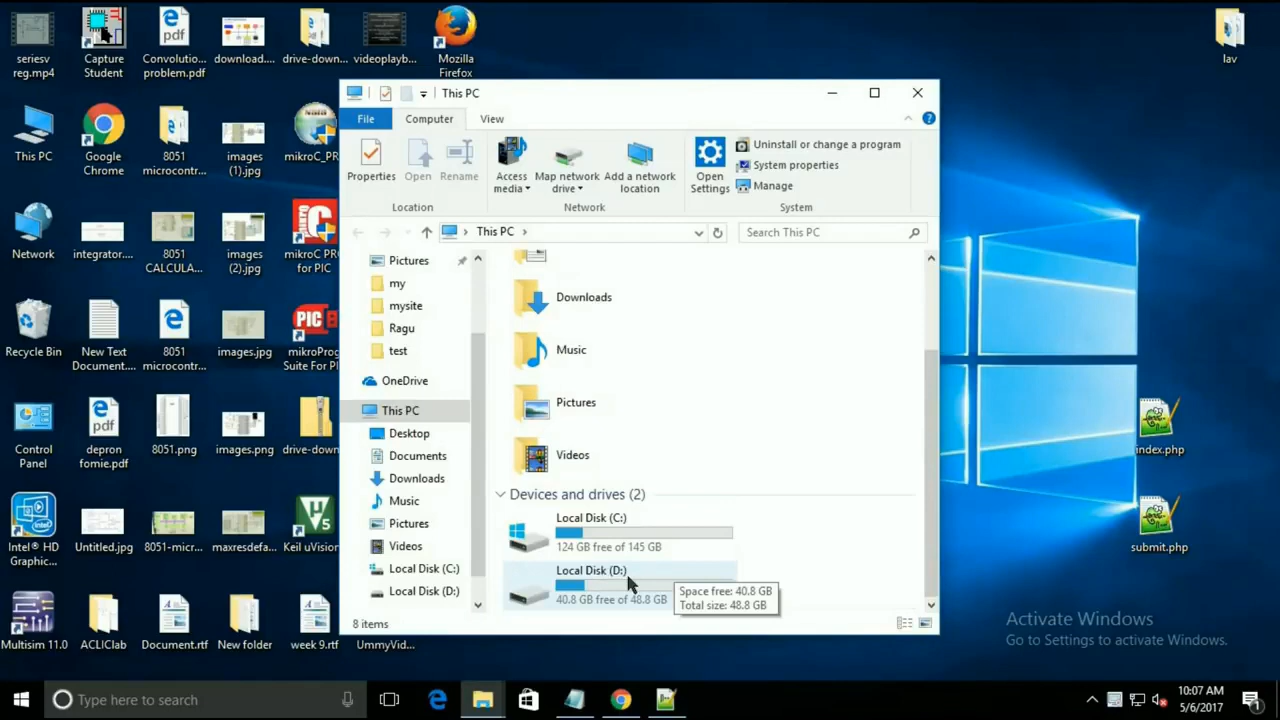 seriesv
reg.mp4
Capture
Student
Convolutio...
problem.pdf
download....
drive-down...
videoplayb...
Mozilla
Firefox
lav
This PC
Google
Chrome
8051
microcontr...
images
(1).jpg
mikroC_PR
Network
integrator....
8051
CALCULA...
images
(2).jpg
mikroC PR
for PIC
Recycle Bin
New Text
Document....
8051
microcontr...
images.jpg
mikroProg
Suite For PI
Control
Panel
depron
fomie.pdf
8051.png
images.png
drive-down
Intel® HD
Graphic...
Untitled.jpg
8051-micr...
maxresdefa...
Keil uVision
Multisim 11.0
ACLIClab
Document.rtf
New folder
week 9.rtf
UmmyVid...
index.php
submit.php
This PC
File
Computer
View
Properties
Open
Rename
Access
media
Map network
drive
Add a network
location
Open
Settings
Uninstall or change a program
System properties
Manage
Location
Network
System
This PC
Search This PC
Pictures
my
mysite
Ragu
test
OneDrive
This PC
Desktop
Documents
Downloads
Music
Pictures
Videos
Local Disk (C:)
Local Disk (D:)
Downloads
Music
Pictures
Videos
Devices and drives (2)
Local Disk (C:)
124 GB free of 145 GB
Local Disk (D:)
40.8 GB free of 48.8 GB
Space free: 40.8 GB
Total size: 48.8 GB
8 items
Activate Windows
Go to Settings to activate Windows.
Type here to search
10:07 AM
5/6/2017